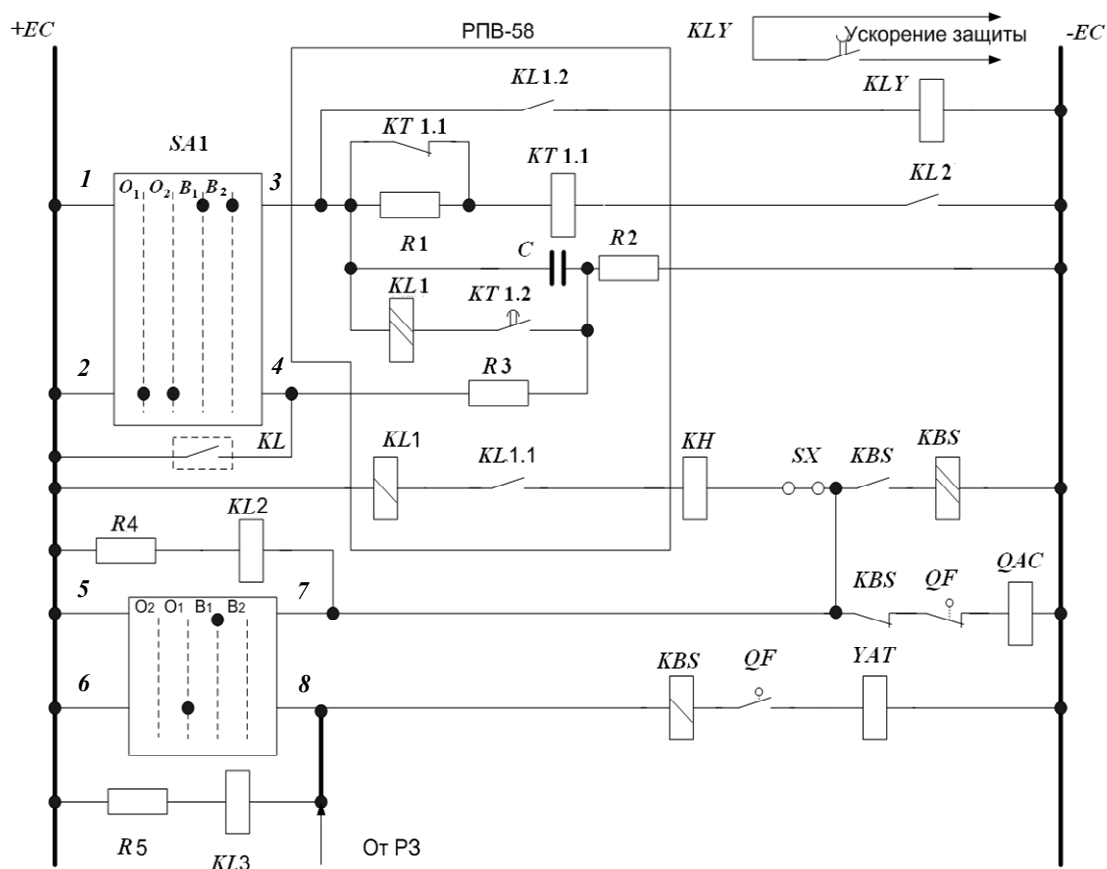 +EC
РПВ-58
KLY
Ускорение защиты
-EC
KL1.2
KLY
SA1
KT 1.1
KT 1.1
KL2
1
O1 O2 B1 B2
3
R1
C
R2
KL1
KT 1.2
2
4
R3
KL
KL1
KL1.1
KH
SX
KBS
KBS
R4
KL2
5
O2 O1 B1 B2
7
KBS
QF
QAC
6
8
KBS
QF
YAT
R5
KL3
От РЗ